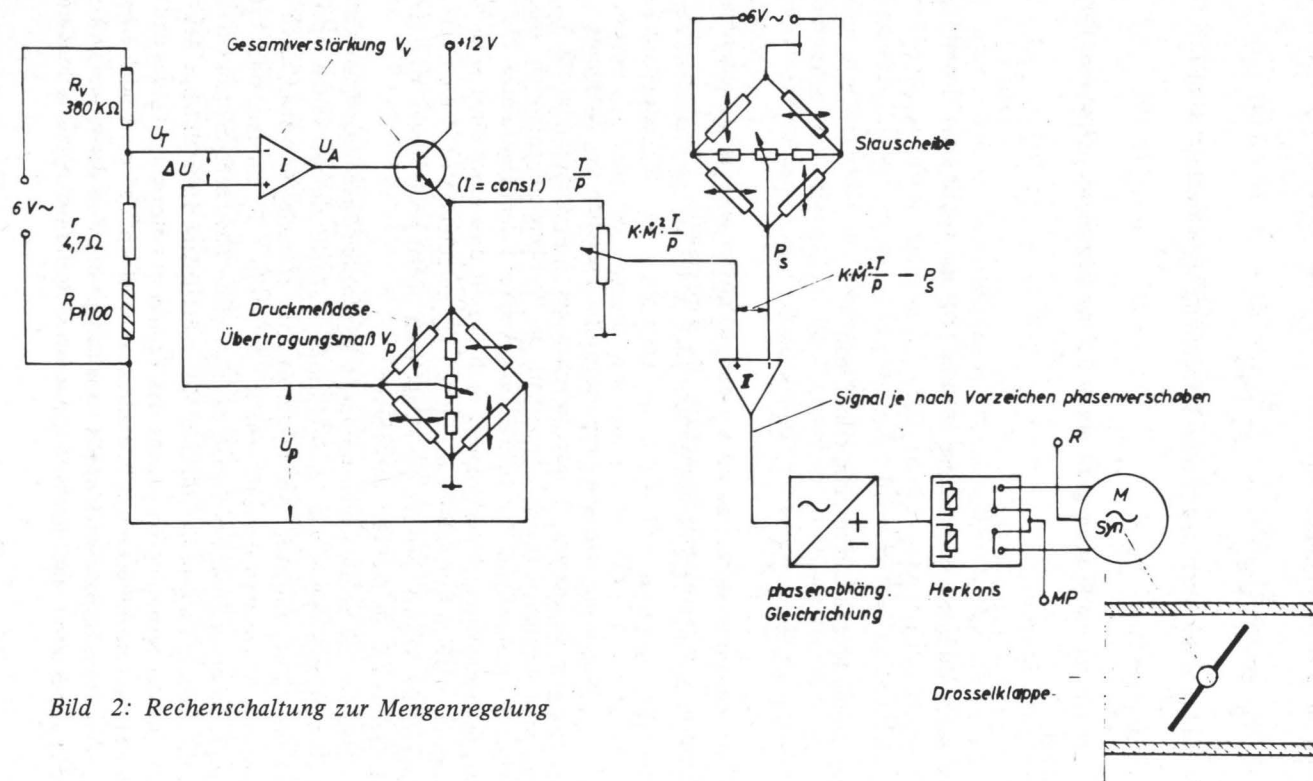 Gesamtverstärkung V_v
+12 V
6V~
R_v
380 KΩ
U_T
ΔU
-
+
I
U_A
(I = const)
T/p
Stauscheibe
6 V~
r
4,7Ω
R_Pt100
K·Ṁ²·T/p
P_S
K·Ṁ²·T/p − P_S
Druckmeßdose
Übertragungsmaß V_p
+
-
I
U_p
Signal je nach Vorzeichen phasenverschoben
R
M
~
Syn
~
±
phasenabhäng.
Gleichrichtung
Herkons
MP
Drosselklappe
Bild 2: Rechenschaltung zur Mengenregelung